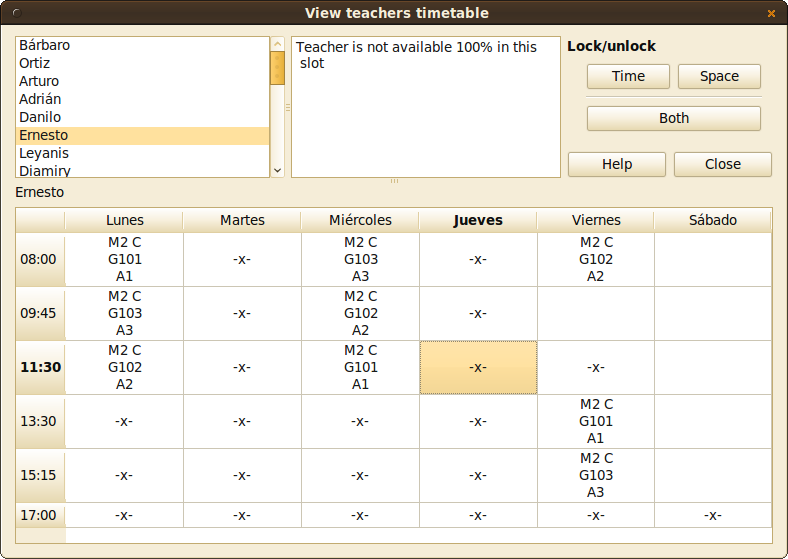 View teachers timetable
Bárbaro
Ortiz
Arturo
Adrián
Danilo
Ernesto
Leyanis
Diamiry
Teacher is not available 100% in this
slot
Lock/unlock
Time Space
Both
Help Close
Ernesto
Lunes Martes Miércoles Jueves Viernes Sábado
08:00
M2 C
G101
A1
-x-
M2 C
G103
A3
-x-
M2 C
G102
A2
09:45
M2 C
G103
A3
-x-
M2 C
G102
A2
-x-
11:30
M2 C
G102
A2
-x-
M2 C
G101
A1
-x-
-x-
13:30
-x-
-x-
-x-
-x-
M2 C
G101
A1
15:15
-x-
-x-
-x-
-x-
M2 C
G103
A3
17:00 -x- -x- -x- -x- -x- -x-